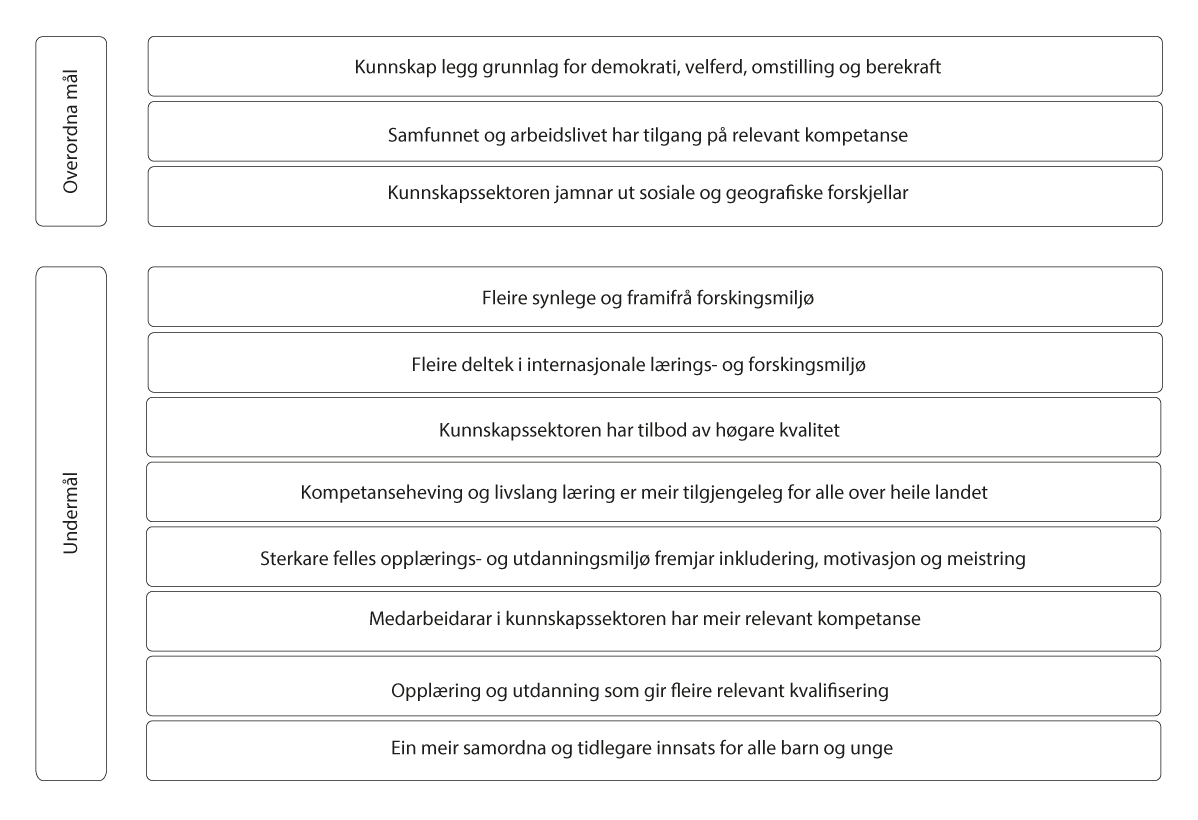 Overordna mål
Kunnskap legg grunnlag for demokrati, velferd, omstilling og berekraft
Samfunnet og arbeidslivet har tilgang på relevant kompetanse
Kunnskapssektoren jamnar ut sosiale og geografiske forskjellar
Undermål
Fleire synlege og framifrå forskingsmiljø
Fleire deltek i internasjonale lærings- og forskingsmiljø
Kunnskapssektoren har tilbod av høgare kvalitet
Kompetanseheving og livslang læring er meir tilgjengeleg for alle over heile landet
Sterkare felles opplærings- og utdanningsmiljø fremjar inkludering, motivasjon og meistring
Medarbeidarar i kunnskapssektoren har meir relevant kompetanse
Opplæring og utdanning som gir fleire relevant kvalifisering
Ein meir samordna og tidlegare innsats for alle barn og unge